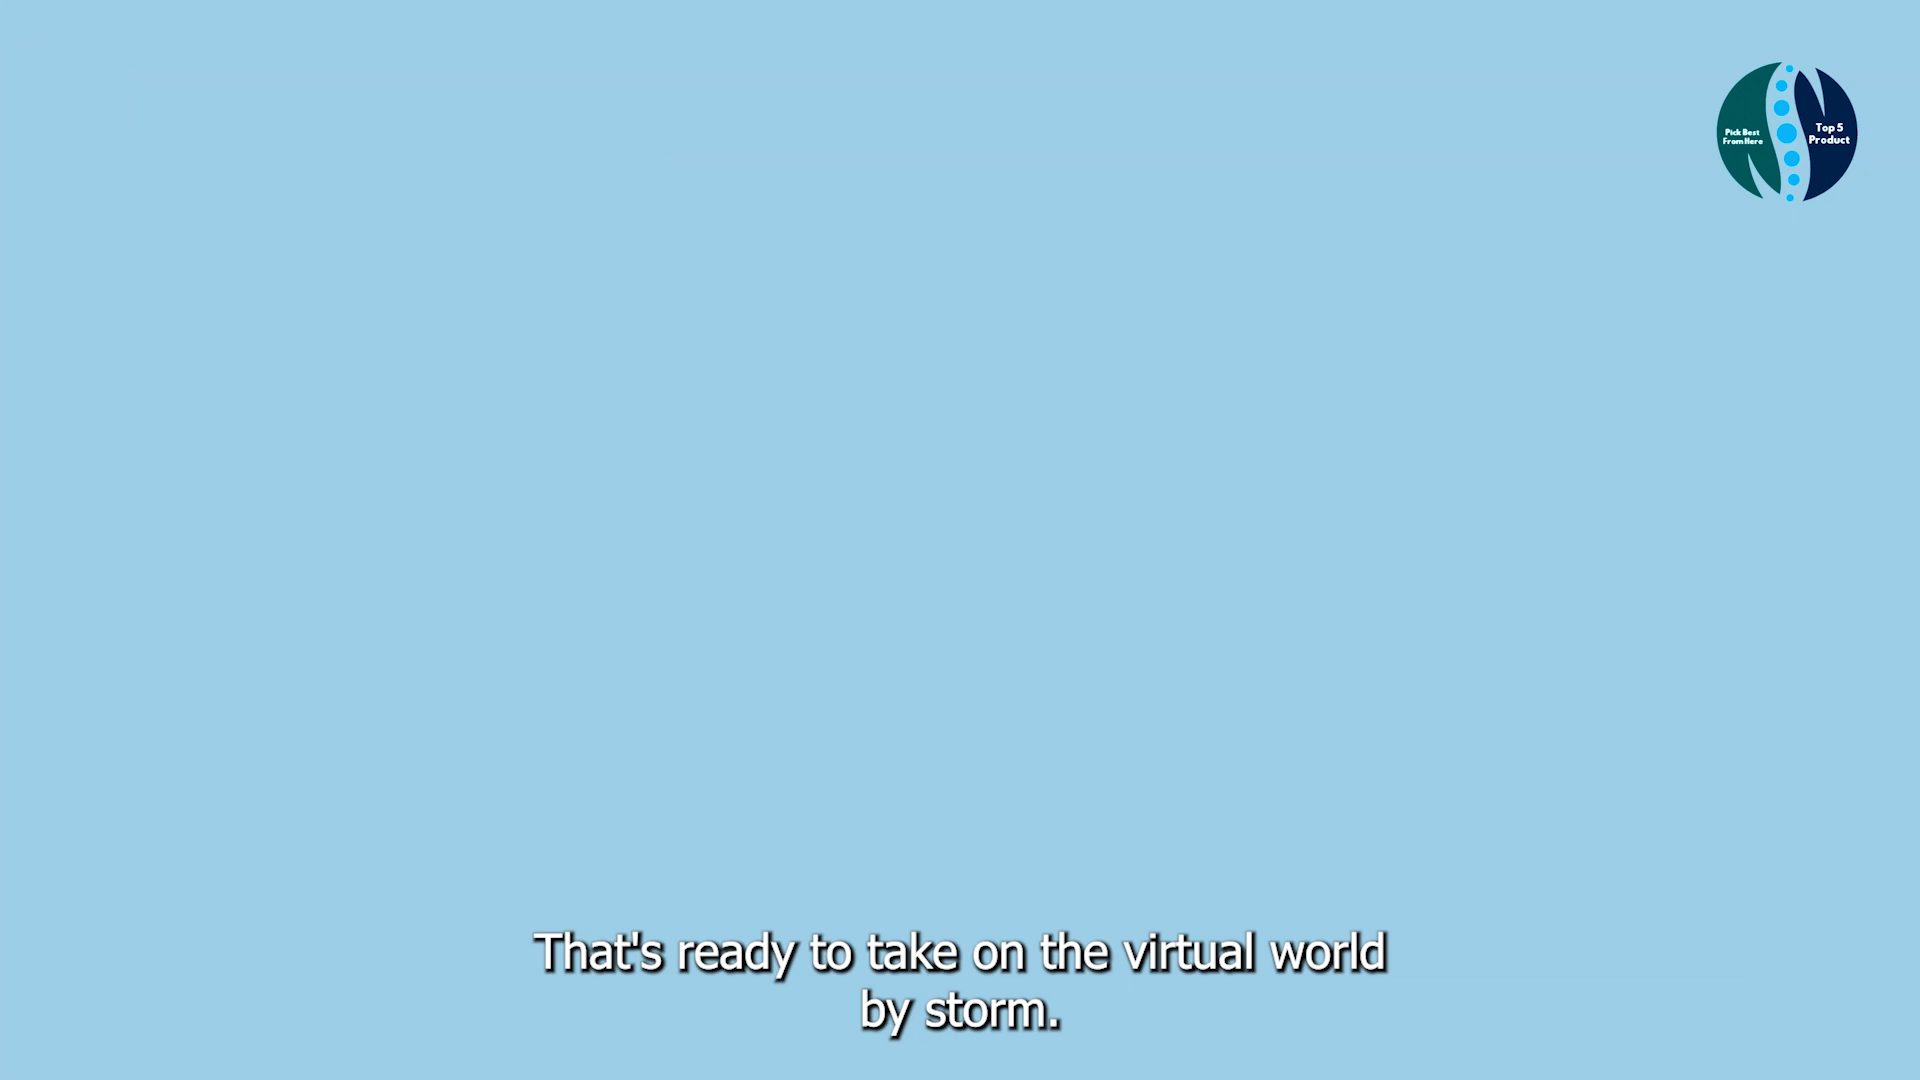 Pick Best
From Here
Top 5
Product
That's ready to take on the virtual world
by storm.